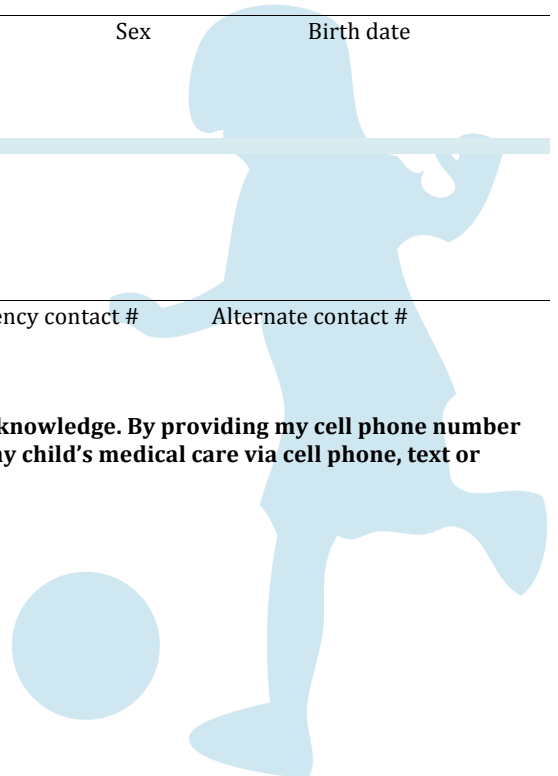 Sex Birth date
ency contact # Alternate contact #
knowledge. By providing my cell phone number
y child's medical care via cell phone, text or